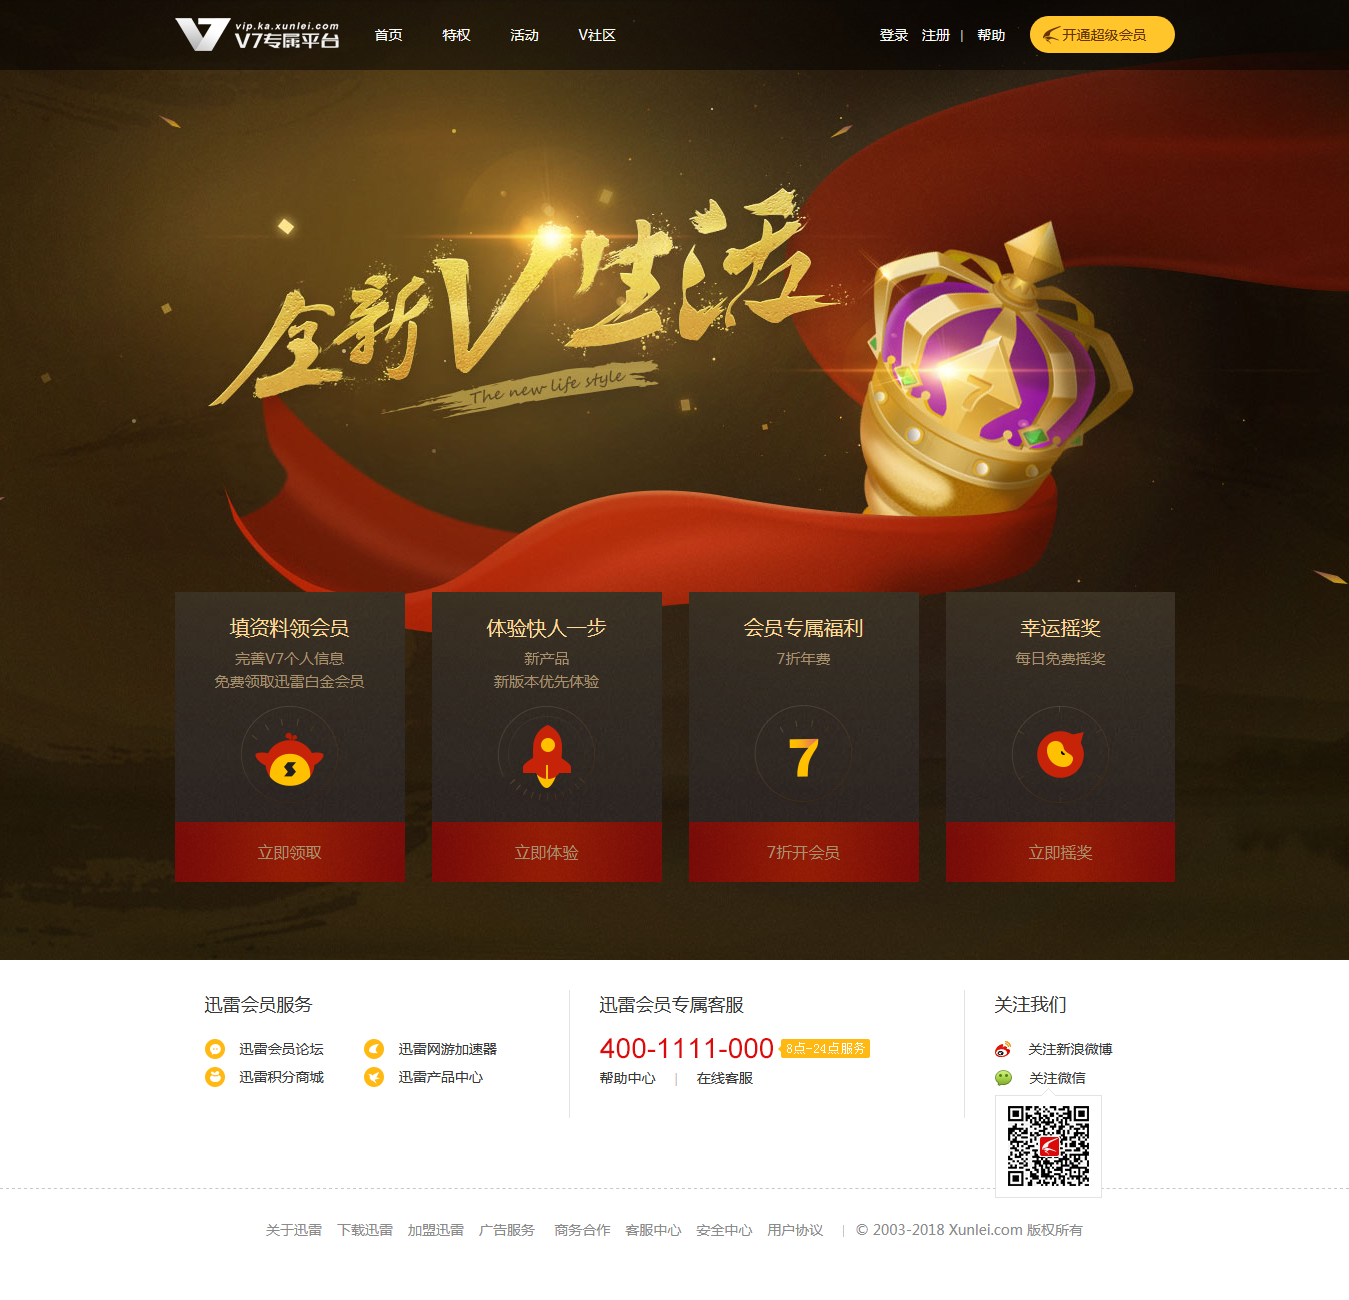 vip.ka.xunlei.com
V7专属平台
首页 特权 活动 V社区 登录 注册 | 帮助 开通超级会员
全新V生活
The new life style
7
填资料领会员
完善V7个人信息
免费领取迅雷白金会员
立即领取
体验快人一步
新产品
新版本优先体验
立即体验
会员专属福利
7折年费
7
7折开会员
幸运摇奖
每日免费摇奖
立即摇奖
迅雷会员服务
迅雷会员论坛 迅雷网游加速器
迅雷积分商城 迅雷产品中心
迅雷会员专属客服
400-1111-000 8点-24点服务
帮助中心 | 在线客服
关注我们
关注新浪微博
关注微信
关于迅雷 下载迅雷 加盟迅雷 广告服务 商务合作 客服中心 安全中心 用户协议 | © 2003-2018 Xunlei.com 版权所有